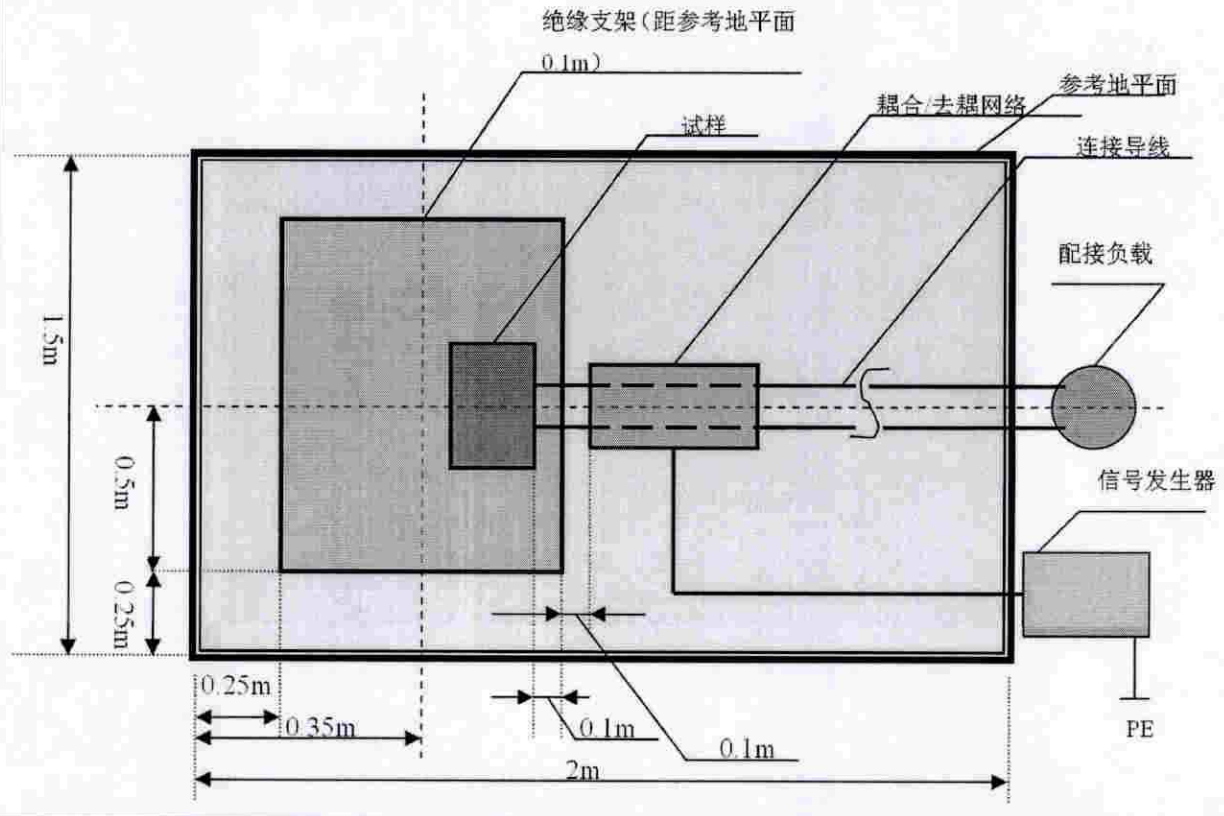 绝缘支架（距参考地平面
0.1m）
参考地平面
耦合/去耦网络
试样
连接导线
配接负载
1.5m
0.5m
信号发生器
0.25m
0.25m
0.35m
0.1m
0.1m
PE
2m